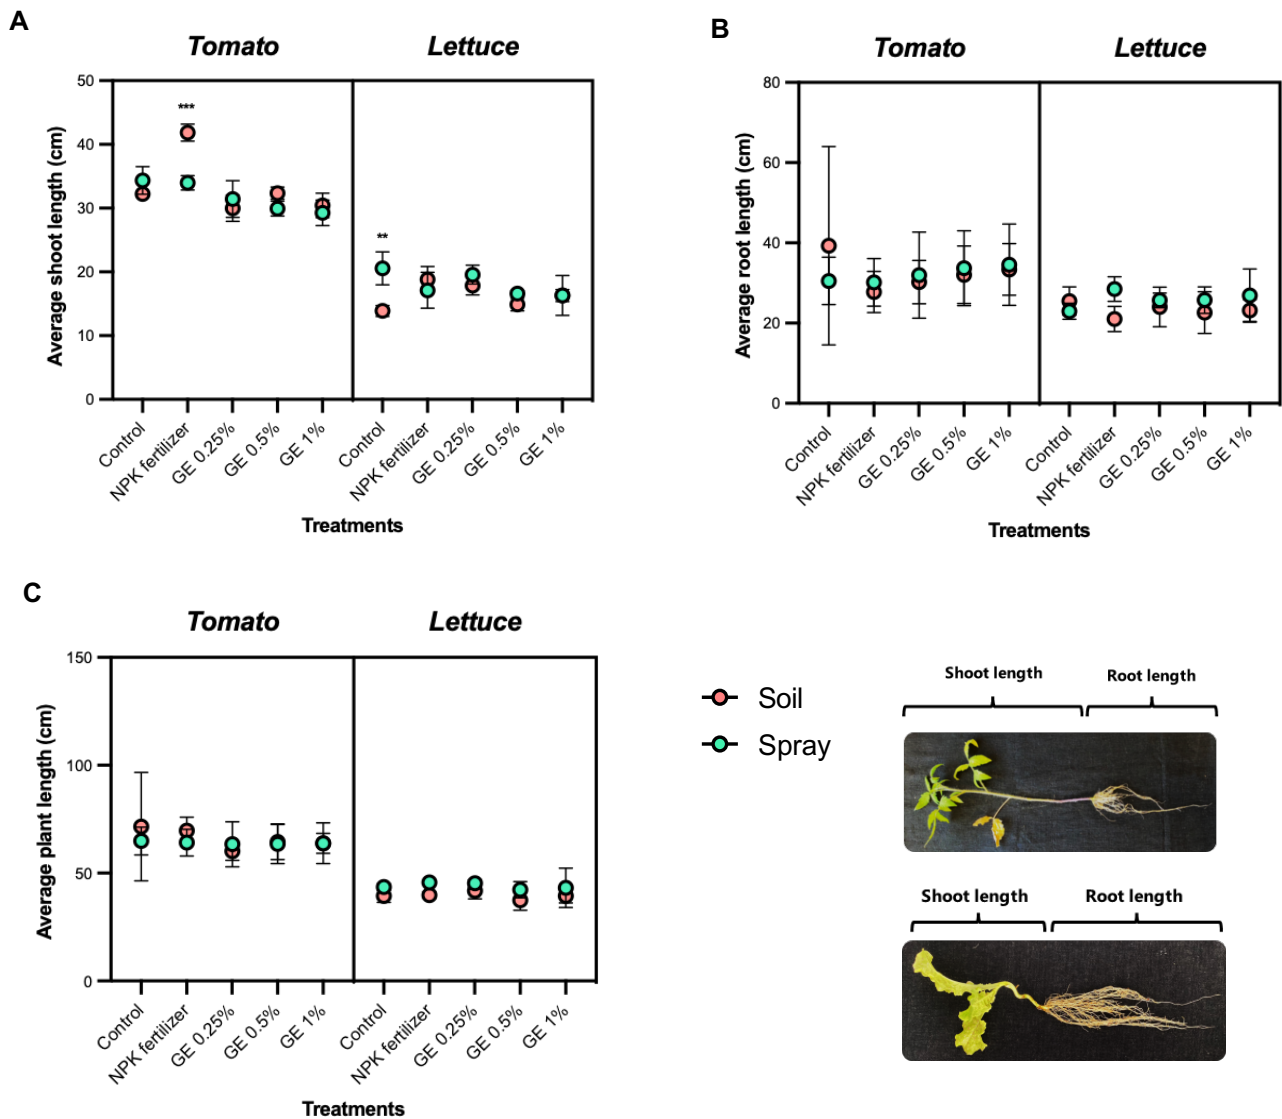 A
Tomato Lettuce
Average shoot length (cm)
50
40
30
20
10
0
***
**
Control NPK fertilizer GE 0.25% GE 0.5% GE 1% Control NPK fertilizer GE 0.25% GE 0.5% GE 1%
Treatments
B
Tomato Lettuce
Average root length (cm)
80
60
40
20
0
Control NPK fertilizer GE 0.25% GE 0.5% GE 1% Control NPK fertilizer GE 0.25% GE 0.5% GE 1%
Treatments
C
Tomato Lettuce
Average plant length (cm)
150
100
50
0
Control NPK fertilizer GE 0.25% GE 0.5% GE 1% Control NPK fertilizer GE 0.25% GE 0.5% GE 1%
Treatments
Soil
Spray
Shoot length Root length
Shoot length Root length